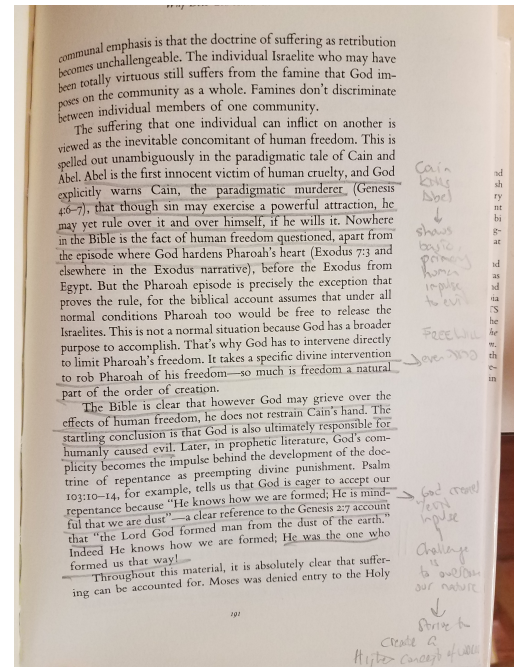 communal emphasis is that the doctrine of suffering as retribution
becomes unchallengeable. The individual Israelite who may have
been totally virtuous still suffers from the famine that God im-
poses on the community as a whole. Famines don't discriminate
between individual members of one community.
The suffering that one individual can inflict on another is
viewed as the inevitable concomitant of human freedom. This is
spelled out unambiguously in the paradigmatic tale of Cain and
Abel. Abel is the first innocent victim of human cruelty, and God
explicitly warns Cain, the paradigmatic murderer (Genesis
4:6–7), that though sin may exercise a powerful attraction, he
may yet rule over it and over himself, if he wills it. Nowhere
in the Bible is the fact of human freedom questioned, apart from
the episode where God hardens Pharoah's heart (Exodus 7:3 and
elsewhere in the Exodus narrative), before the Exodus from
Egypt. But the Pharoah episode is precisely the exception that
proves the rule, for the biblical account assumes that under all
normal conditions Pharoah too would be free to release the
Israelites. This is not a normal situation because God has a broader
purpose to accomplish. That's why God has to intervene directly
to limit Pharoah's freedom. It takes a specific divine intervention
to rob Pharoah of his freedom—so much is freedom a natural
part of the order of creation.
The Bible is clear that however God may grieve over the
effects of human freedom, he does not restrain Cain's hand. The
startling conclusion is that God is also ultimately responsible for
humanly caused evil. Later, in prophetic literature, God's com-
plicity becomes the impulse behind the development of the doc-
trine of repentance as preempting divine punishment. Psalm
103:10–14, for example, tells us that God is eager to accept our
repentance because "He knows how we are formed; He is mind-
ful that we are dust"—a clear reference to the Genesis 2:7 account
that "the Lord God formed man from the dust of the earth."
Indeed He knows how we are formed; He was the one who
formed us that way!
Throughout this material, it is absolutely clear that suffer-
ing can be accounted for. Moses was denied entry to the Holy
191
Cain
kills
Abel
shows
basic
primary
human
impulse
to evil
FREEWILL
God created
impulse
Challenge
is
to overcome
our nature
Strive to
create a
Higher concept of